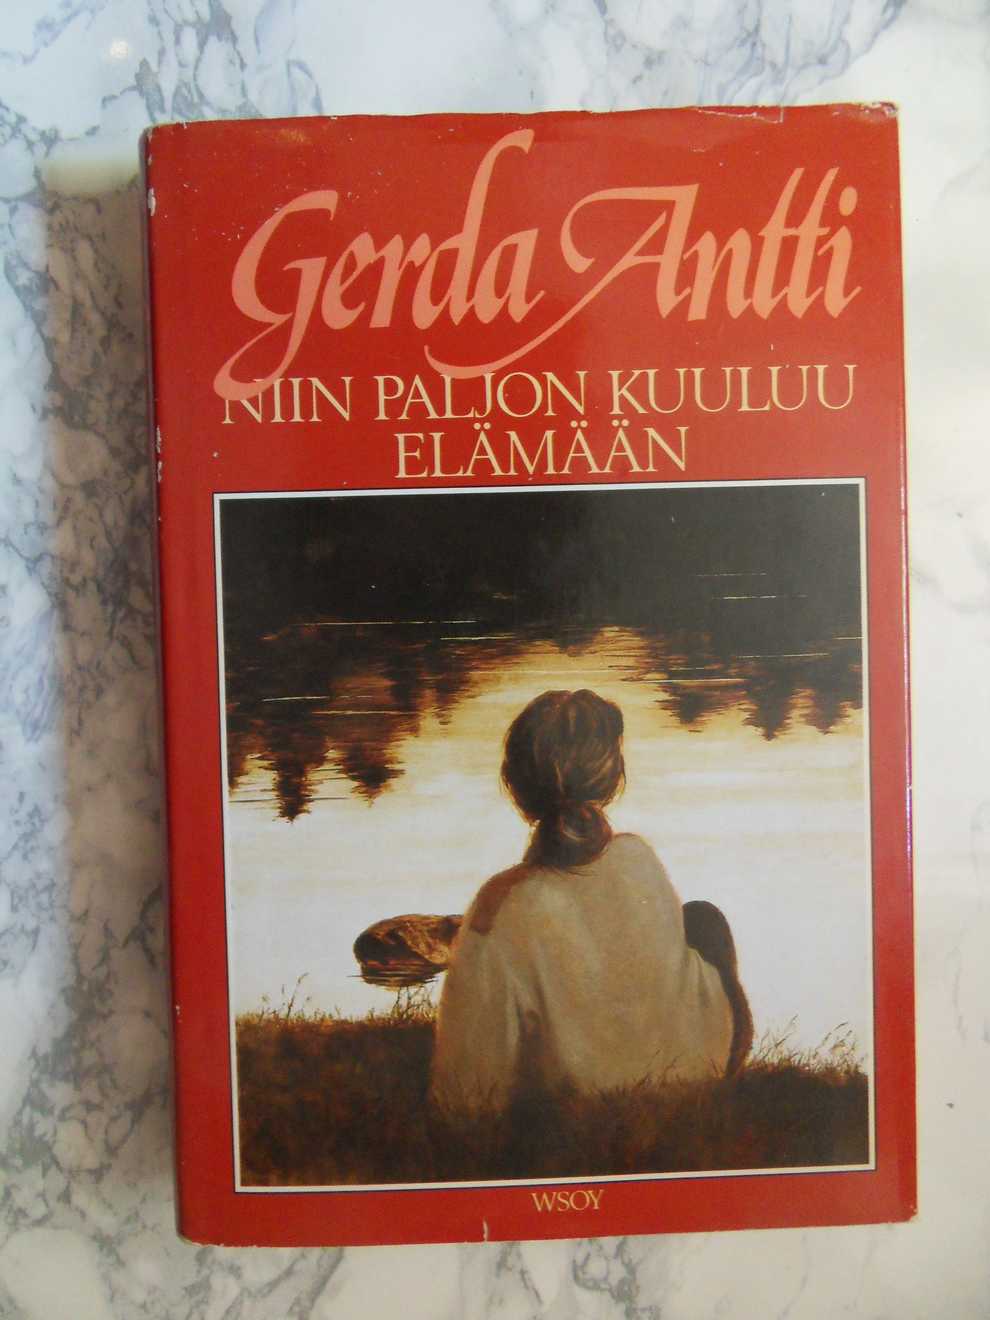 Gerda Antti
NIIN PALJON KUULUU
ELÄMÄÄN
WSOY